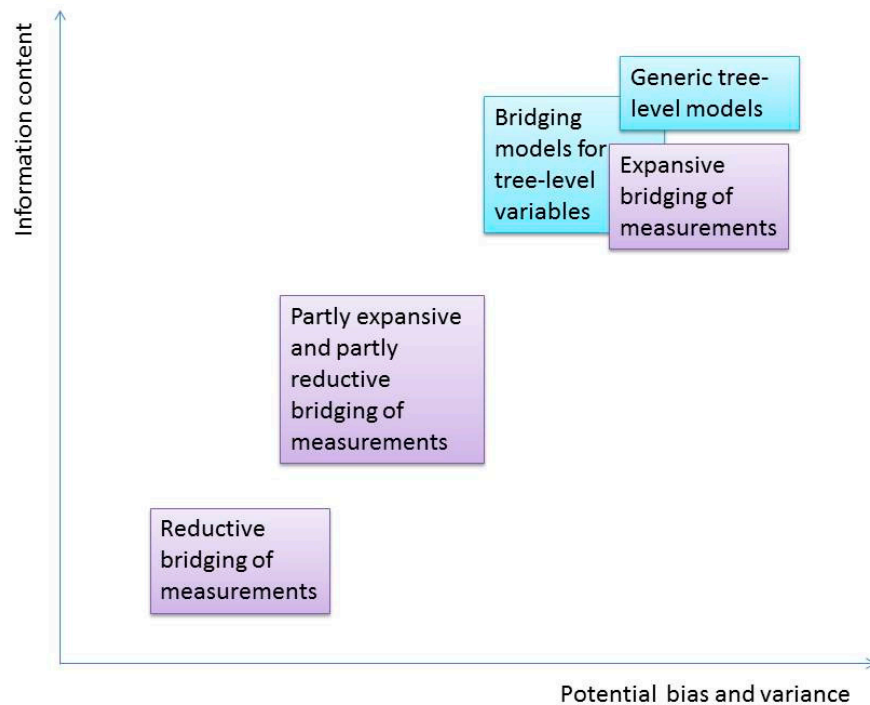 Information content
Generic tree-
level models
Bridging
models for
tree-level
variables
Expansive
bridging of
measurements
Partly expansive
and partly
reductive
bridging of
measurements
Reductive
bridging of
measurements
Potential bias and variance